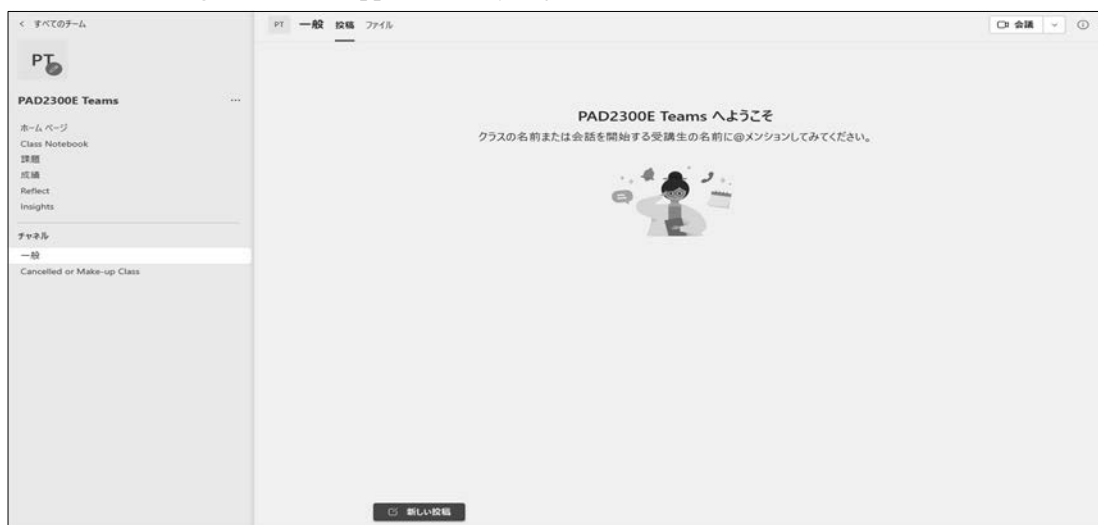 すべてのチーム
PT
PAD2300E Teams
ホーム ページ
Class Notebook
課題
成績
Reflect
Insights
チャネル
一般
Cancelled or Make-up Class
PT 一般 投稿 ファイル
会議
PAD2300E Teams へようこそ
クラスの名前または会話を開始する受講生の名前に@メンションしてみてください。
新しい投稿